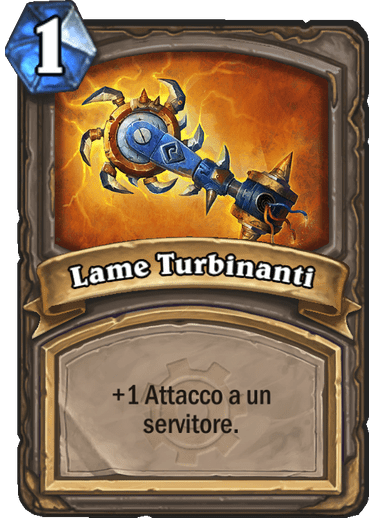 1
Lame Turbinanti
+1 Attacco a un
servitore.